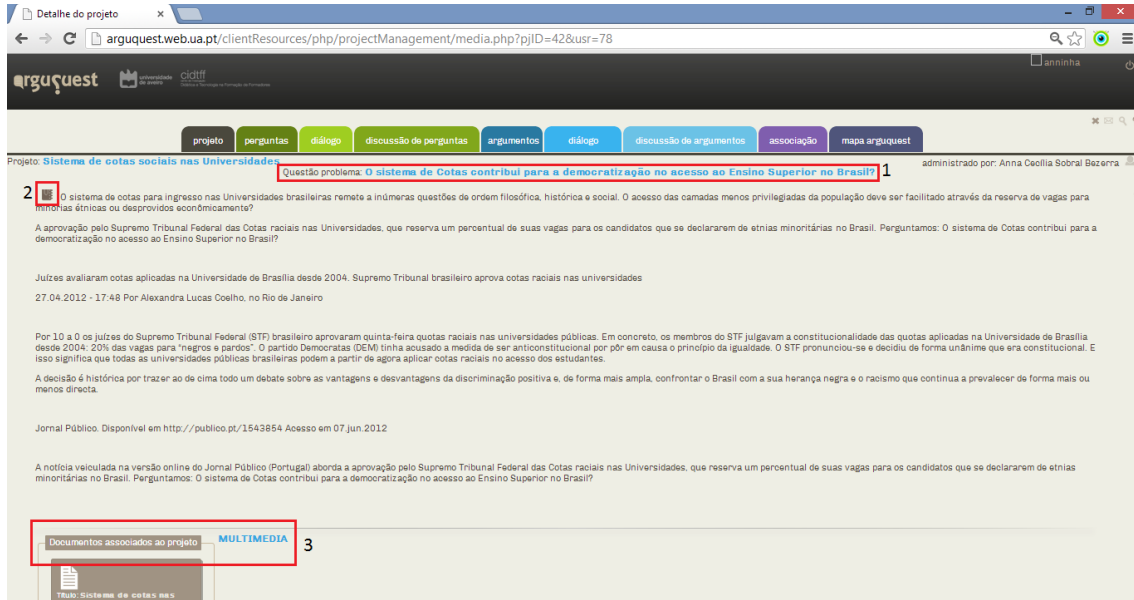 Detalhe do projeto
arguquest.web.ua.pt/clientResources/php/projectManagement/media.php?pjID=42&usr=78
anninha
arguquest universidade de aveiro cidtff
projeto perguntas diálogo discussão de perguntas argumentos diálogo discussão de argumentos associação mapa arguquest
Projeto: Sistema de cotas sociais nas Universidades
administrado por: Anna Cecília Sobral Bezerra
Questão problema: O sistema de Cotas contribui para a democratização no acesso ao Ensino Superior no Brasil? 1
2 O sistema de cotas para ingresso nas Universidades brasileiras remete a inúmeras questões de ordem filosófica, histórica e social. O acesso das camadas menos privilegiadas da população deve ser facilitado através da reserva de vagas para
minorias étnicas ou desprovidos econômicamente?
A aprovação pelo Supremo Tribunal Federal das Cotas raciais nas Universidades, que reserva um percentual de suas vagas para os candidatos que se declararem de etnias minoritárias no Brasil. Perguntamos: O sistema de Cotas contribui para a
democratização no acesso ao Ensino Superior no Brasil?
Juízes avaliaram cotas aplicadas na Universidade de Brasília desde 2004. Supremo Tribunal brasileiro aprova cotas raciais nas universidades
27.04.2012 - 17:48 Por Alexandra Lucas Coelho, no Rio de Janeiro
Por 10 a 0 os juízes do Supremo Tribunal Federal (STF) brasileiro aprovaram quinta-feira quotas raciais nas universidades públicas. Em concreto, os membros do STF julgavam a constitucionalidade das quotas aplicadas na Universidade de Brasília
desde 2004: 20% das vagas para "negros e pardos". O partido Democratas (DEM) tinha acusado a medida de ser anticonstitucional por pôr em causa o princípio da igualdade. O STF pronunciou-se e decidiu de forma unânime que era constitucional. E
isso significa que todas as universidades públicas brasileiras podem a partir de agora aplicar cotas raciais no acesso dos estudantes.
A decisão é histórica por trazer ao de cima todo um debate sobre as vantagens e desvantagens da discriminação positiva e, de forma mais ampla, confrontar o Brasil com a sua herança negra e o racismo que continua a prevalecer de forma mais ou
menos directa.
Jornal Público. Disponível em http://publico.pt/1543854 Acesso em 07.jun.2012
A notícia veiculada na versão online do Jornal Público (Portugal) aborda a aprovação pelo Supremo Tribunal Federal das Cotas raciais nas Universidades, que reserva um percentual de suas vagas para os candidatos que se declararem de etnias
minoritárias no Brasil. Perguntamos: O sistema de Cotas contribui para a democratização no acesso ao Ensino Superior no Brasil?
Documentos associados ao projeto MULTIMEDIA 3
Título: Sistema de cotas nas